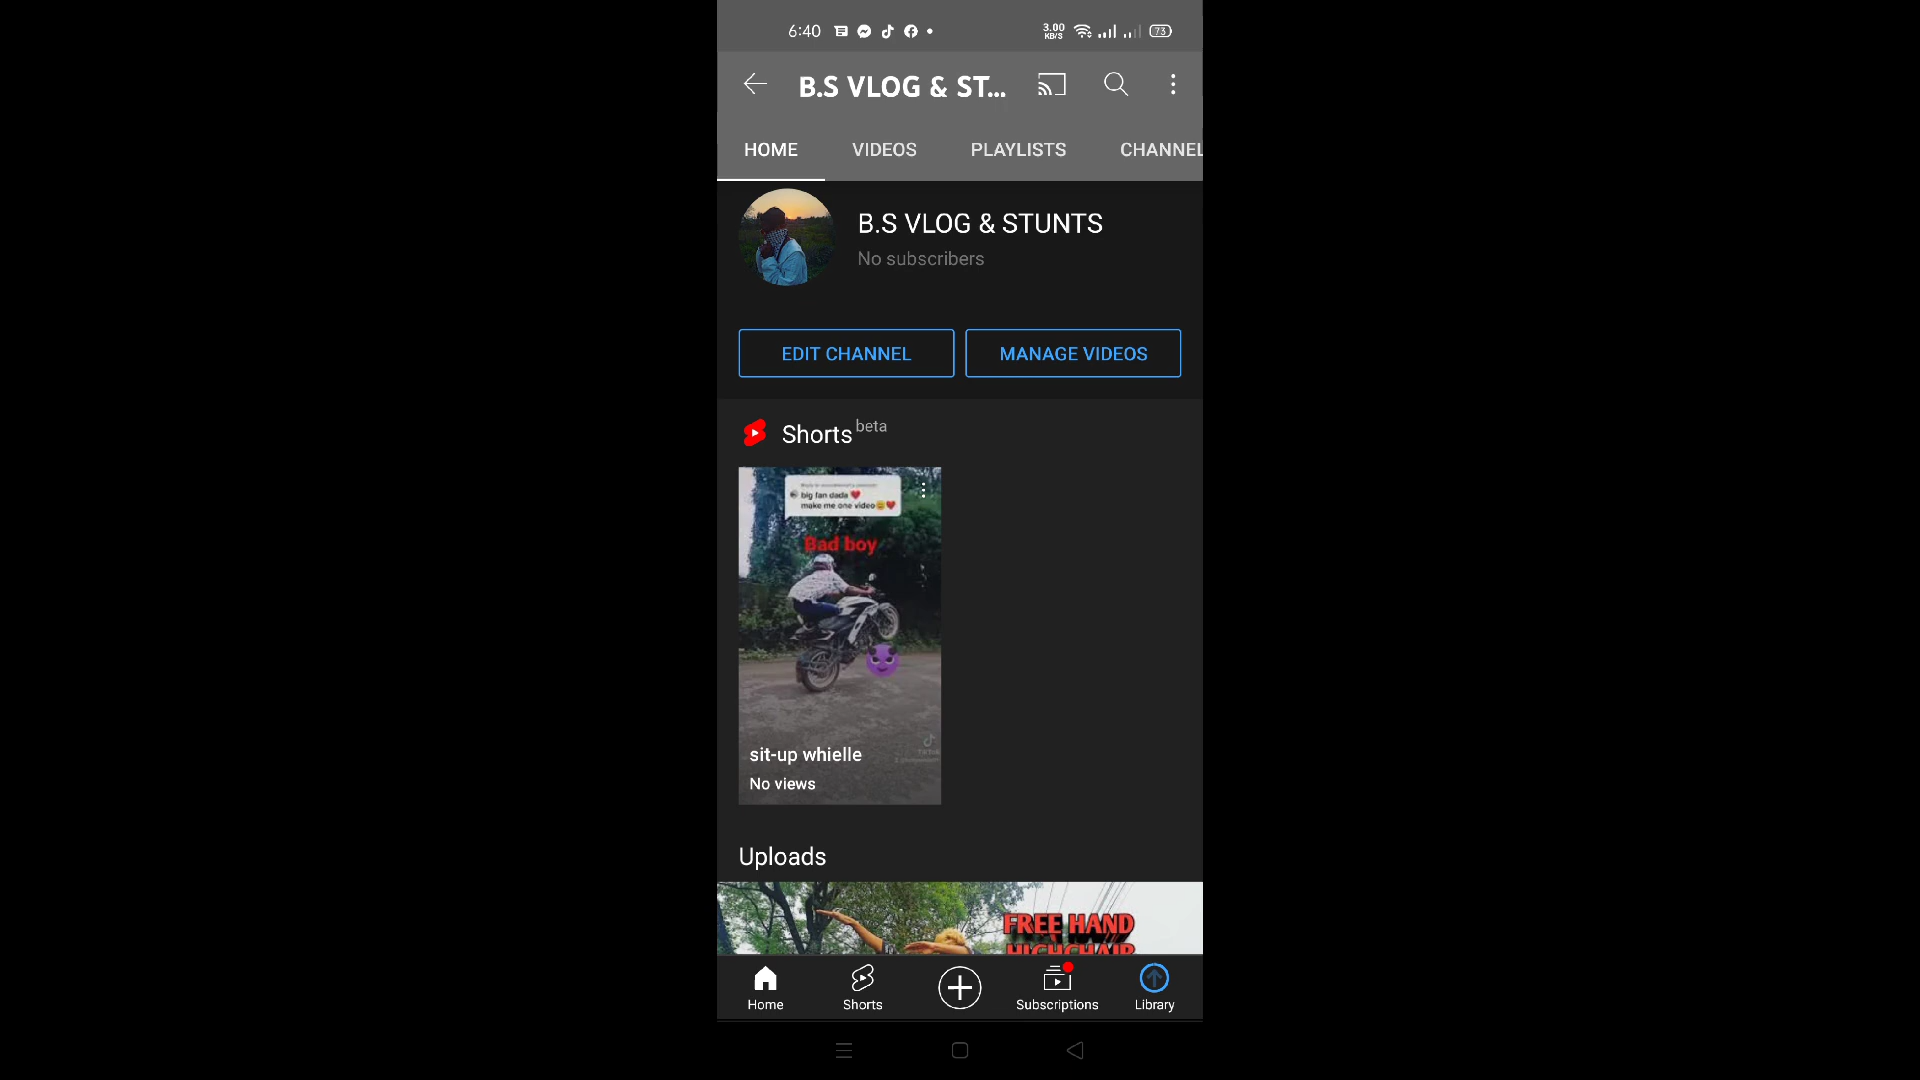 6:40
3.00
KB/S
73
B.S VLOG & ST...
HOME VIDEOS PLAYLISTS CHANNEL
B.S VLOG & STUNTS
No subscribers
EDIT CHANNEL MANAGE VIDEOS
Shorts beta
big fan dada
make me one video
Bad boy
TikTok
sit-up whielle
No views
Uploads
FREE HAND
HIGHCHAIR
Home Shorts Subscriptions Library